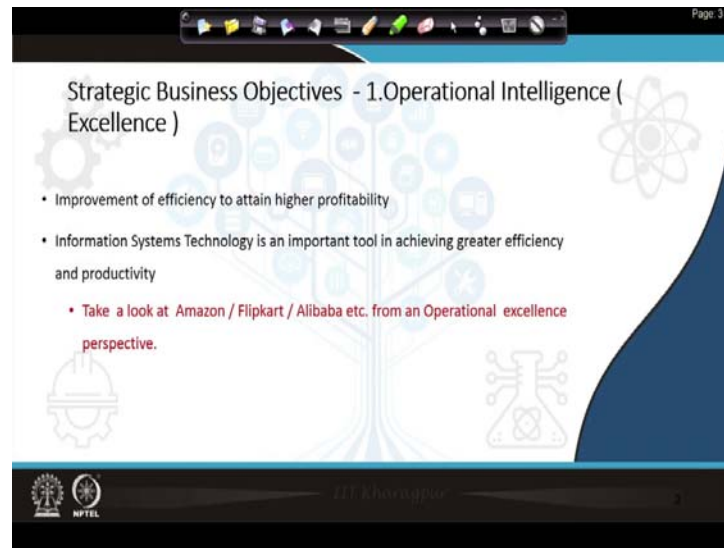 Page: 3
Strategic Business Objectives - 1.Operational Intelligence (
Excellence )
• Improvement of efficiency to attain higher profitability
• Information Systems Technology is an important tool in achieving greater efficiency
and productivity
• Take a look at Amazon / Flipkart / Alibaba etc. from an Operational excellence
perspective.
IIT Kharagpur
NPTEL
3